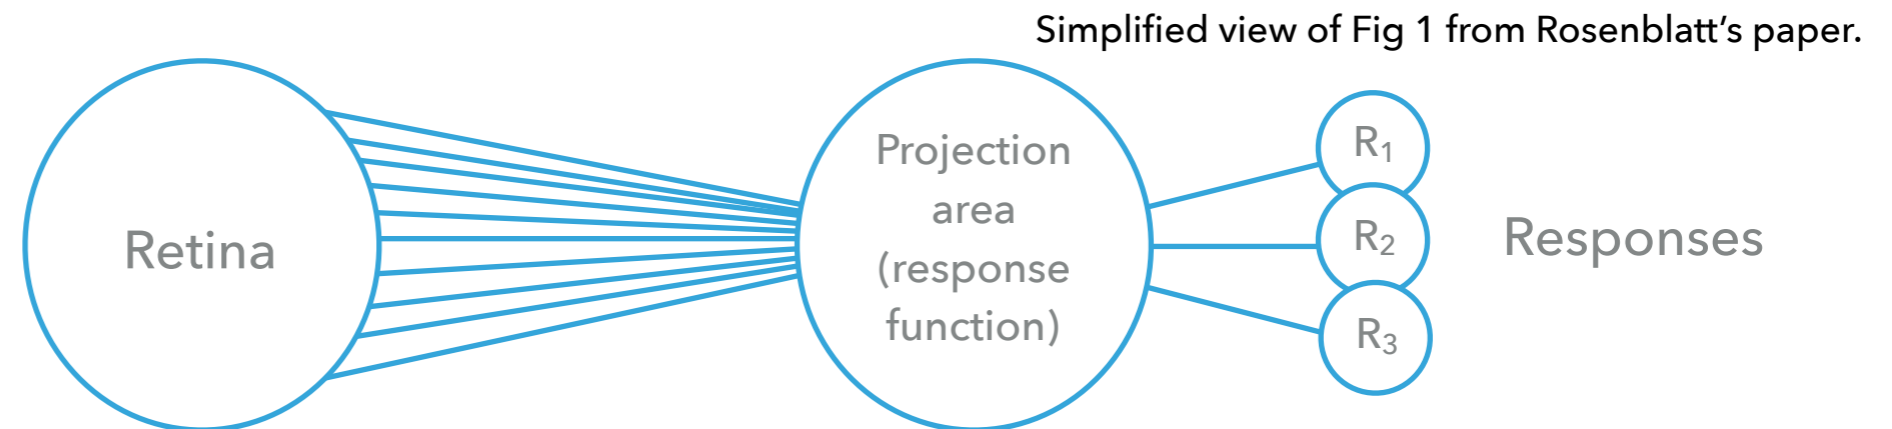 Simplified view of Fig 1 from Rosenblatt's paper.
Retina
Projection
area
(response
function)
R₁
R₂
R₃
Responses